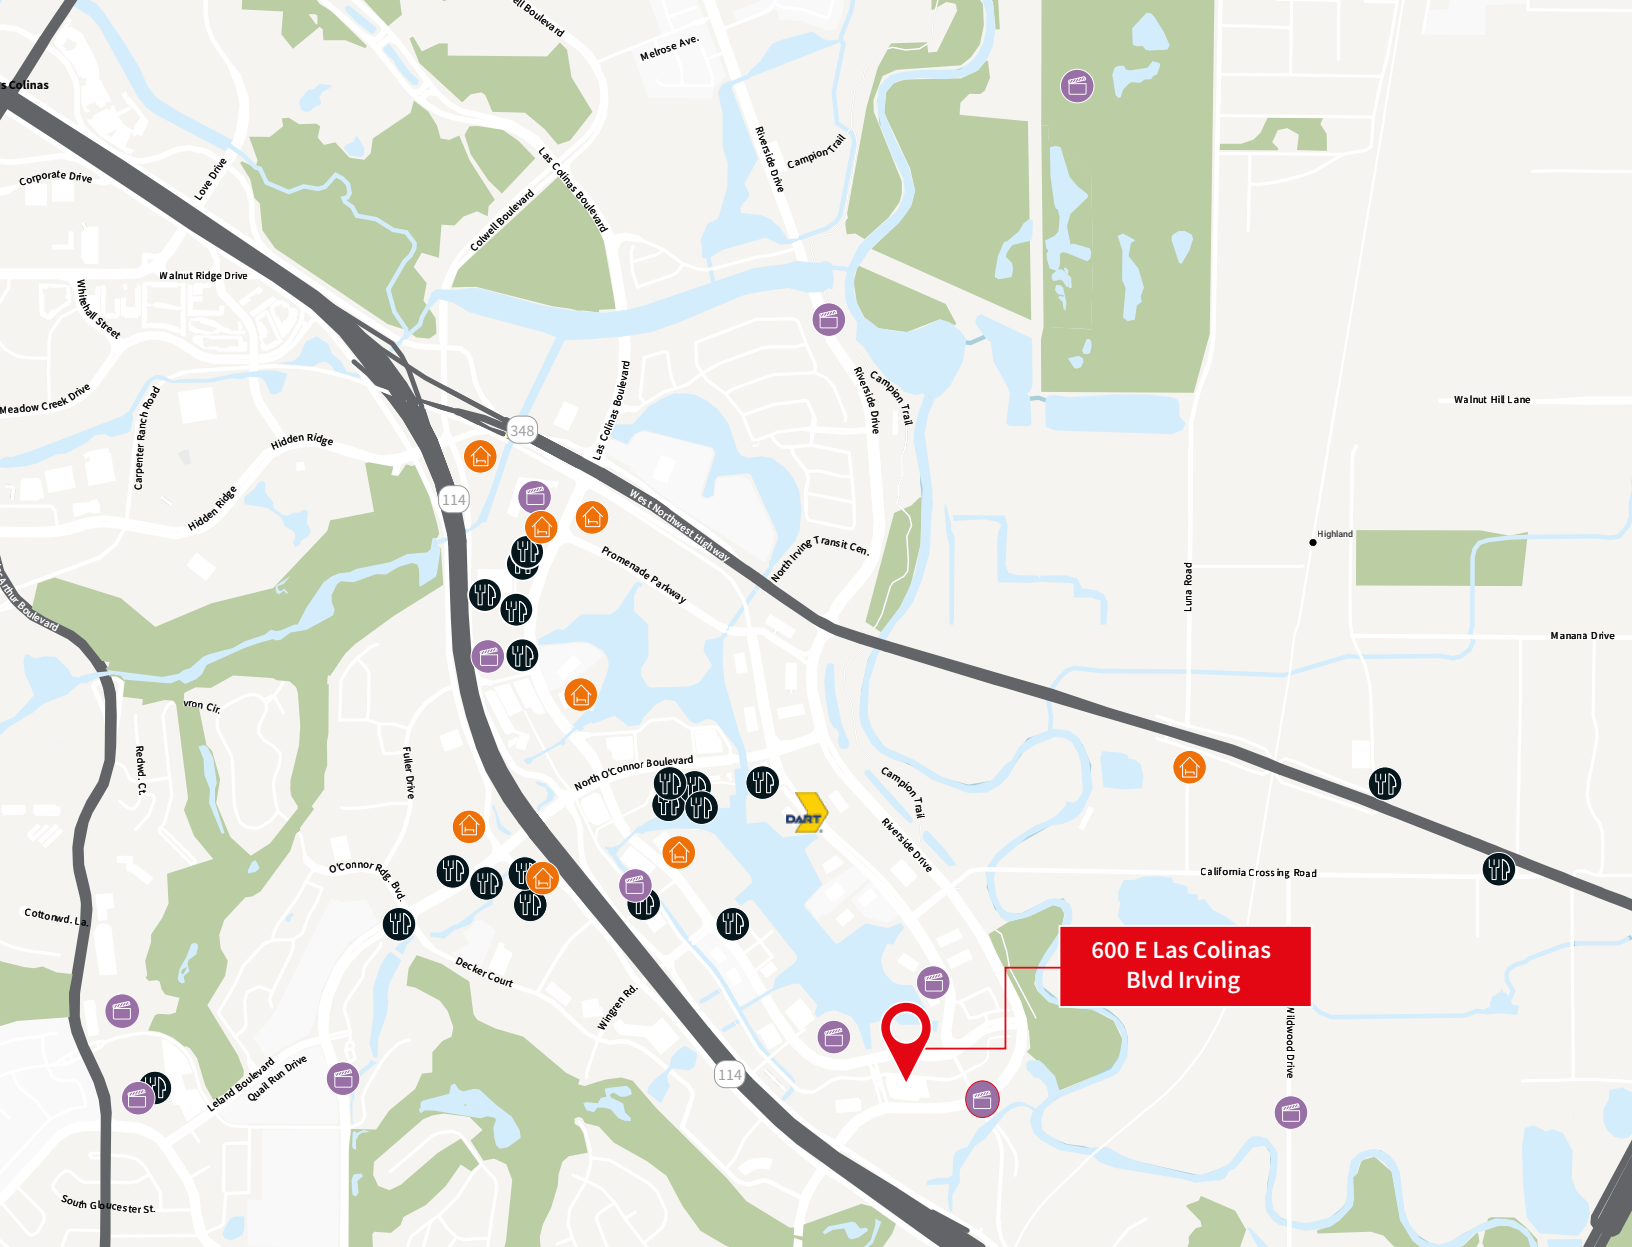 ell Boulevard
Melrose Ave.
s Colinas
Riverside Drive
Campion Trail
Las Colinas Boulevard
Love Drive
Corporate Drive
Colwell Boulevard
Walnut Ridge Drive
Whitehall Street
Meadow Creek Drive
Carpenter Ranch Road
Las Colinas Boulevard
Riverside Drive
Campion Trail
Walnut Hill Lane
348
Hidden Ridge
114
Hidden Ridge
West Northwest Highway
Highland
North Irving Transit Cen.
Promenade Parkway
Luna Road
Arthur Boulevard
Manana Drive
vron Cir.
Redwd. Ct.
Fuller Drive
North O'Connor Boulevard
Campion Trail
DART
Riverside Drive
O'Connor Rdg. Bvd.
California Crossing Road
Cottonwd. La.
600 E Las Colinas
Blvd Irving
Decker Court
Wingren Rd.
Wildwood Drive
114
Leland Boulevard
Quail Run Drive
South Gloucester St.